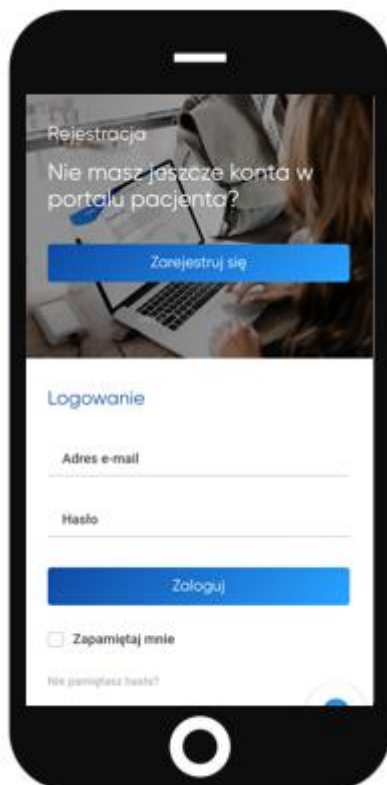 Rejestracja
Nie masz jeszcze konta w
portalu pacjenta?
Zarejestruj się
Logowanie
Adres e-mail
Hasło
Zaloguj
Zapamiętaj mnie
Nie pamiętasz hasła?